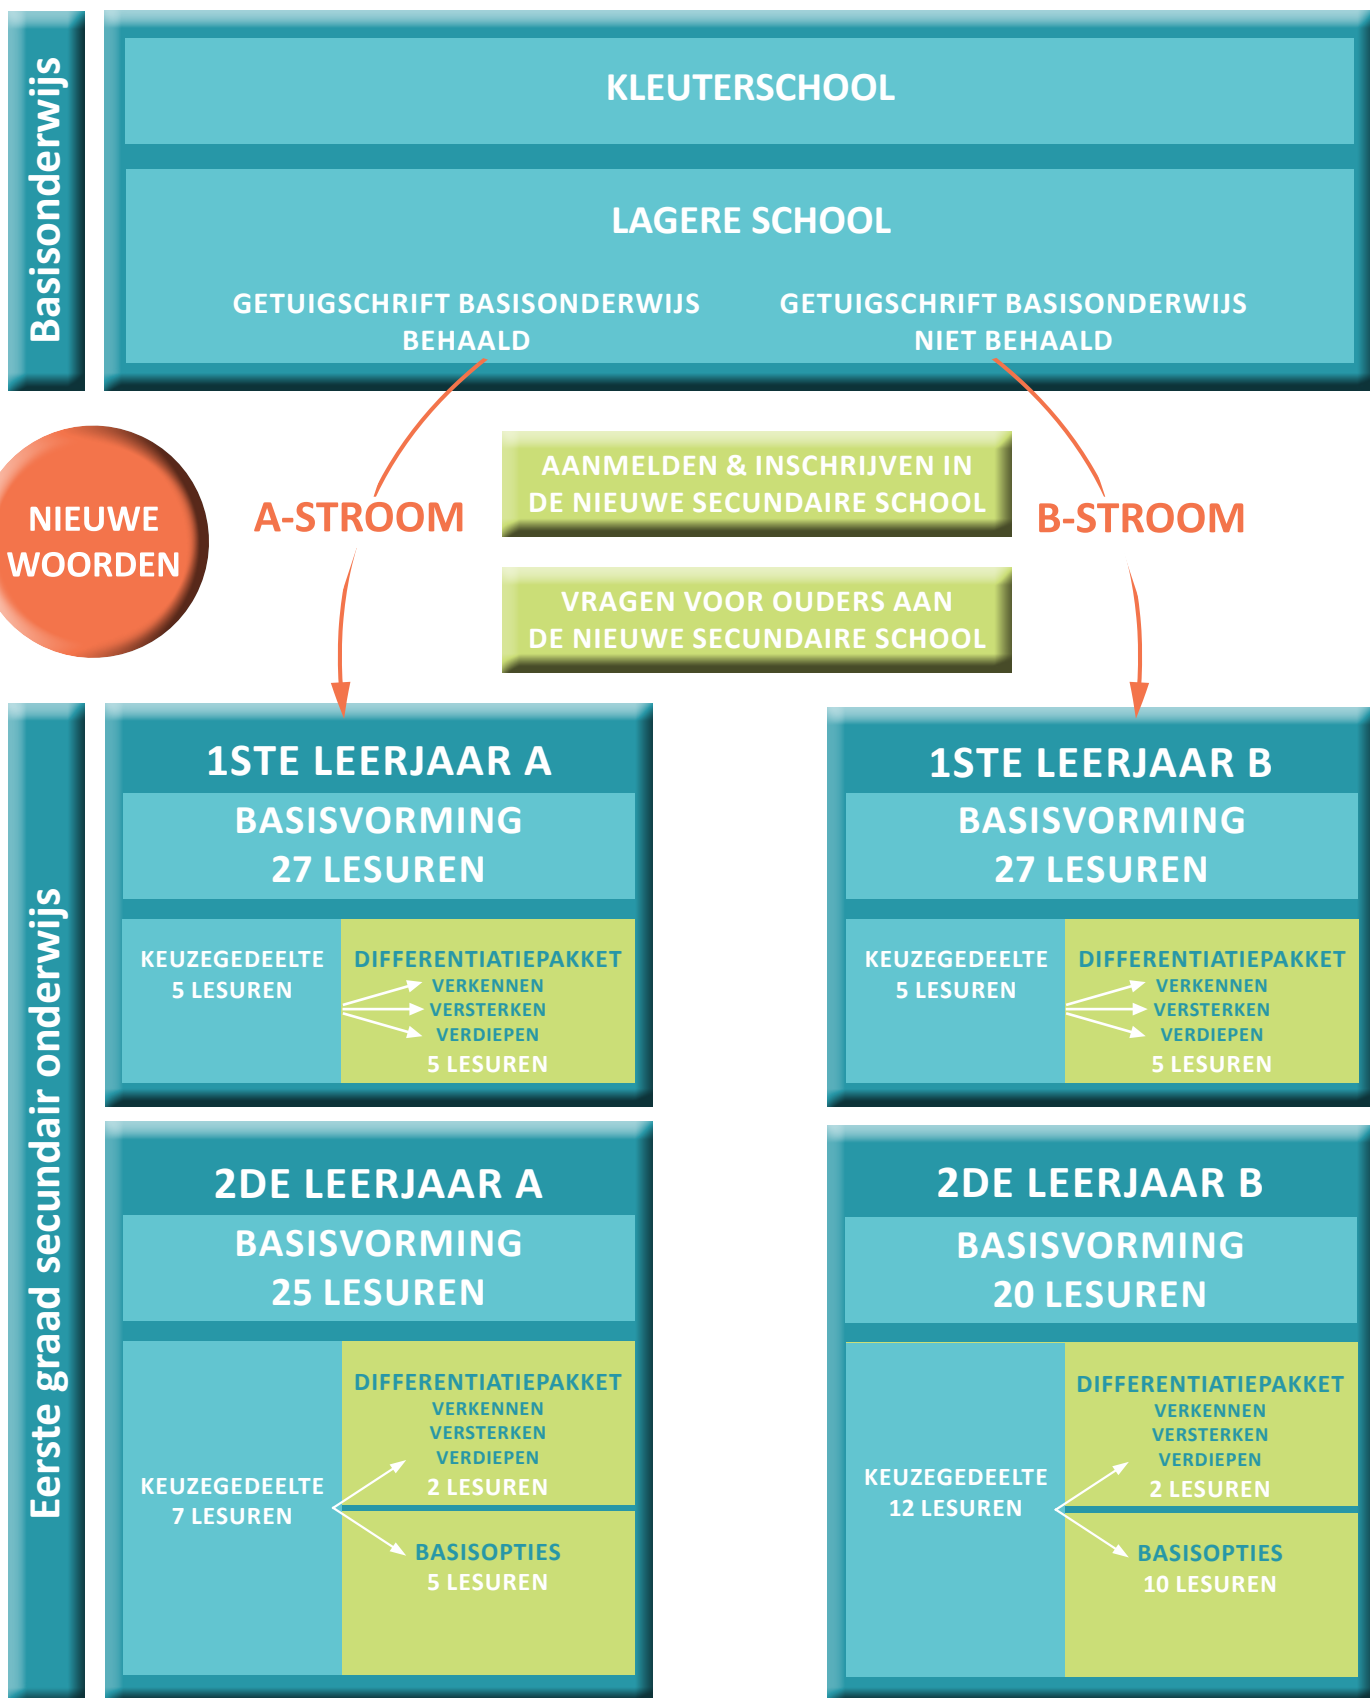 Basisonderwijs
KLEUTERSCHOOL
LAGERE SCHOOL
GETUIGSCHRIFT BASISONDERWIJS
BEHAALD
GETUIGSCHRIFT BASISONDERWIJS
NIET BEHAALD
NIEUWE
WOORDEN
A-STROOM
AANMELDEN & INSCHRIJVEN IN
DE NIEUWE SECUNDAIRE SCHOOL
B-STROOM
VRAGEN VOOR OUDERS AAN
DE NIEUWE SECUNDAIRE SCHOOL
Eerste graad secundair onderwijs
1STE LEERJAAR A
BASISVORMING
27 LESUREN
KEUZEGEDEELTE
5 LESUREN
DIFFERENTIATIEPAKKET
VERKENNEN
VERSTERKEN
VERDIEPEN
5 LESUREN
1STE LEERJAAR B
BASISVORMING
27 LESUREN
KEUZEGEDEELTE
5 LESUREN
DIFFERENTIATIEPAKKET
VERKENNEN
VERSTERKEN
VERDIEPEN
5 LESUREN
2DE LEERJAAR A
BASISVORMING
25 LESUREN
KEUZEGEDEELTE
7 LESUREN
DIFFERENTIATIEPAKKET
VERKENNEN
VERSTERKEN
VERDIEPEN
2 LESUREN
BASISOPTIES
5 LESUREN
2DE LEERJAAR B
BASISVORMING
20 LESUREN
KEUZEGEDEELTE
12 LESUREN
DIFFERENTIATIEPAKKET
VERKENNEN
VERSTERKEN
VERDIEPEN
2 LESUREN
BASISOPTIES
10 LESUREN